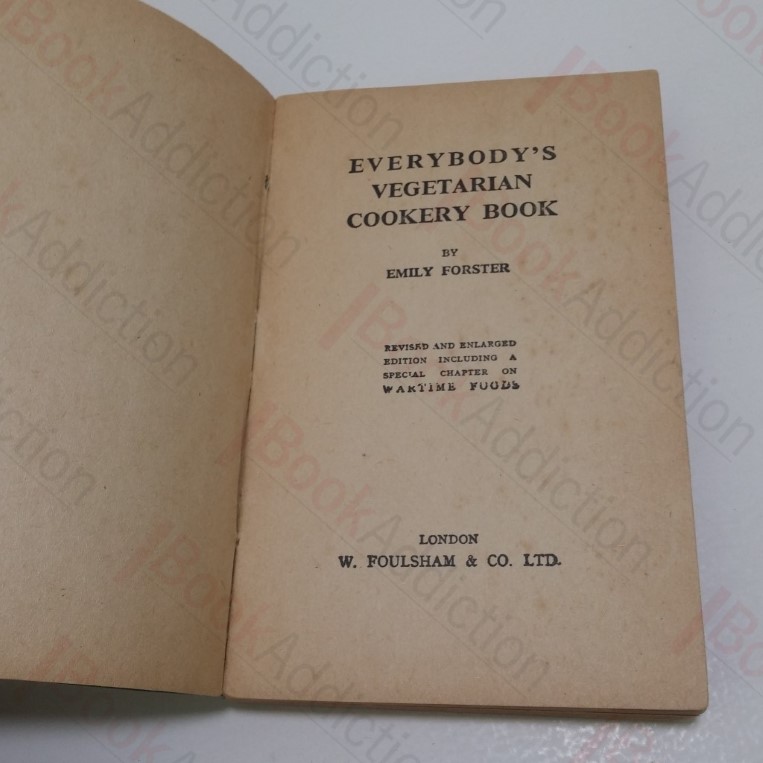 EVERYBODY'S
VEGETARIAN
COOKERY BOOK
BY
EMILY FORSTER
REVISED AND ENLARGED
EDITION INCLUDING A
SPECIAL CHAPTER ON
WARTIME FOODS
LONDON
W. FOULSHAM & CO. LTD.
BookAddiction